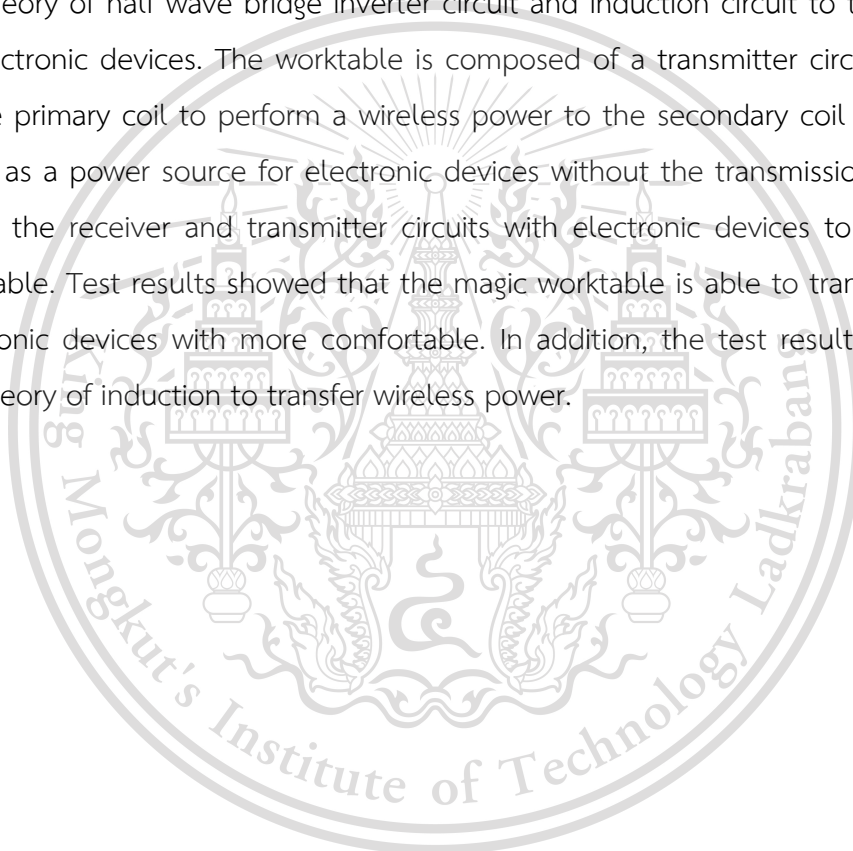 eory of half wave bridge inverter circuit and induction circuit to t
ctronic devices. The worktable is composed of a transmitter circ
e primary coil to perform a wireless power to the secondary coil
as a power source for electronic devices without the transmissio
the receiver and transmitter circuits with electronic devices to
able. Test results showed that the magic worktable is able to tran
onic devices with more comfortable. In addition, the test result
eory of induction to transfer wireless power.
King Mongkut's Institute of Technology Ladkrabang